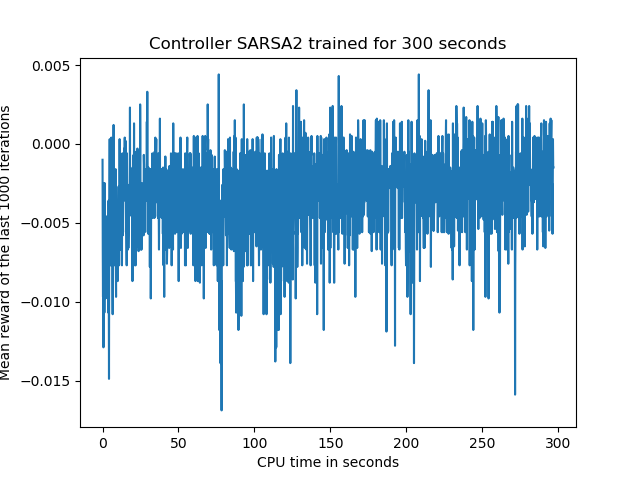 Controller SARSA2 trained for 300 seconds
Mean reward of the last 1000 iterations
0.005
0.000
−0.005
−0.010
−0.015
0 50 100 150 200 250 300
CPU time in seconds